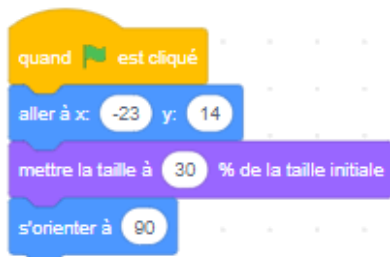 quand est cliqué
aller à x: -23 y: 14
mettre la taille à 30 % de la taille initiale
s'orienter à 90